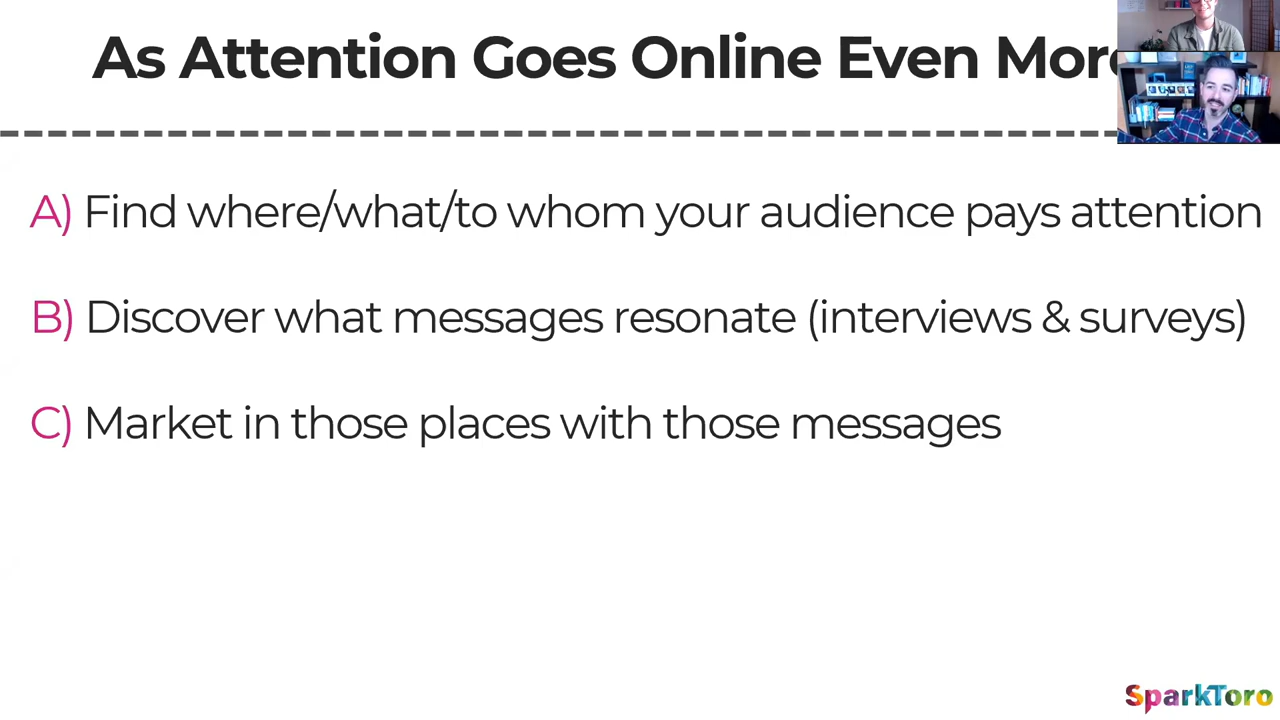 As Attention Goes Online Even More
A) Find where/what/to whom your audience pays attention
B) Discover what messages resonate (interviews & surveys)
C) Market in those places with those messages
SparkToro